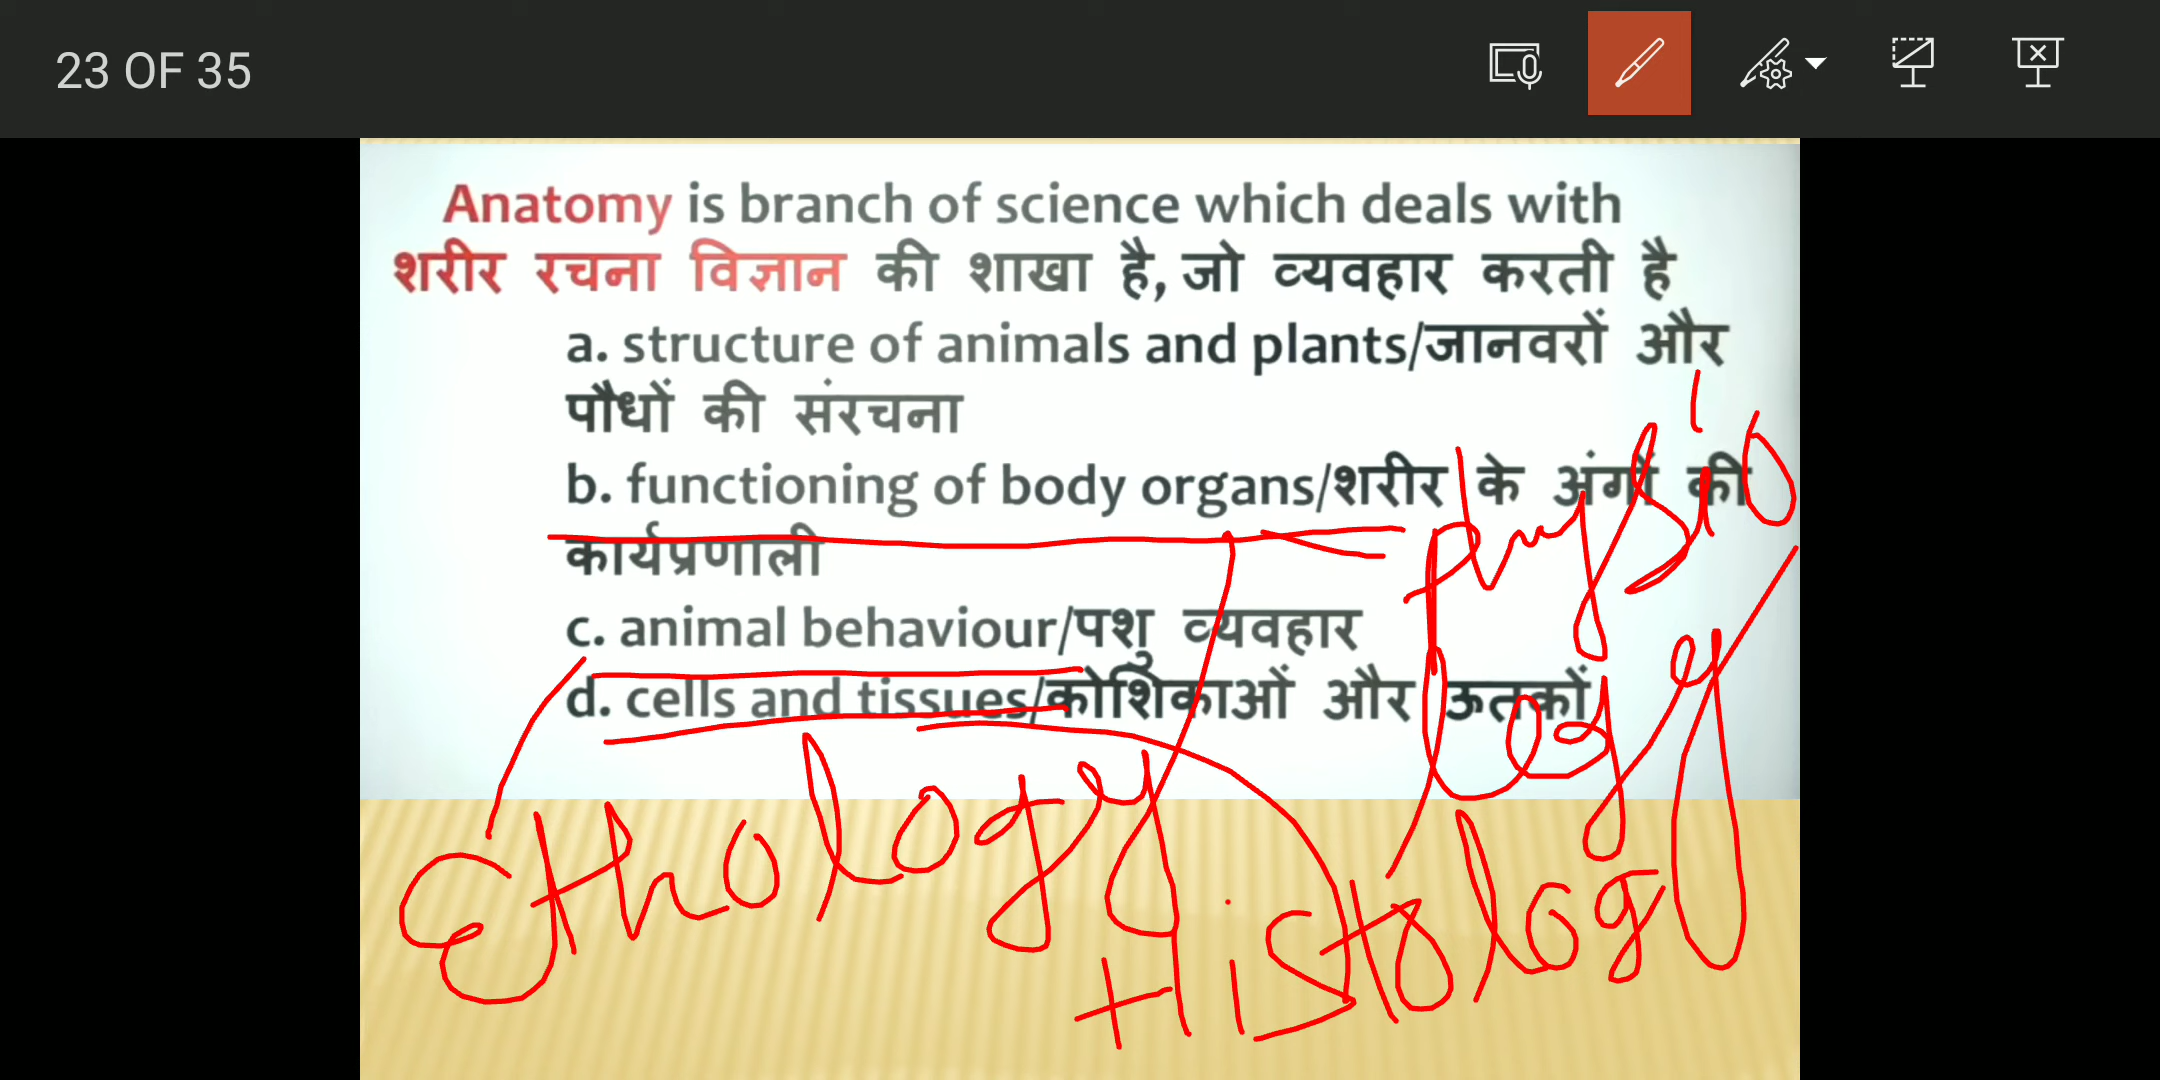 23 OF 35
Anatomy is branch of science which deals with
शरीर रचना विज्ञान की शाखा है, जो व्यवहार करती है
a. structure of animals and plants/जानवरों और
पौधों की संरचना
b. functioning of body organs/शरीर के अंगों की
कार्यप्रणाली
c. animal behaviour/पशु व्यवहार
d. cells and tissues/कोशिकाओं और ऊतकों
physio
logy
Ethology
Histology